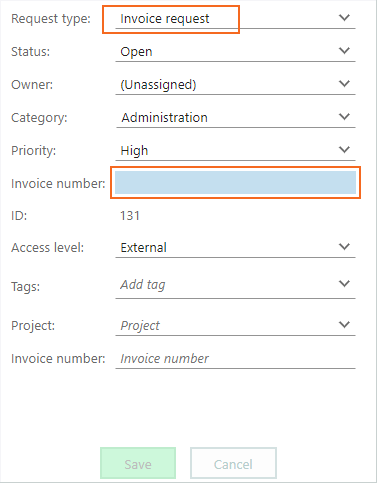 Request type: Invoice request
Status: Open
Owner: (Unassigned)
Category: Administration
Priority: High
Invoice number:
ID: 131
Access level: External
Tags: Add tag
Project: Project
Invoice number: Invoice number
Save Cancel